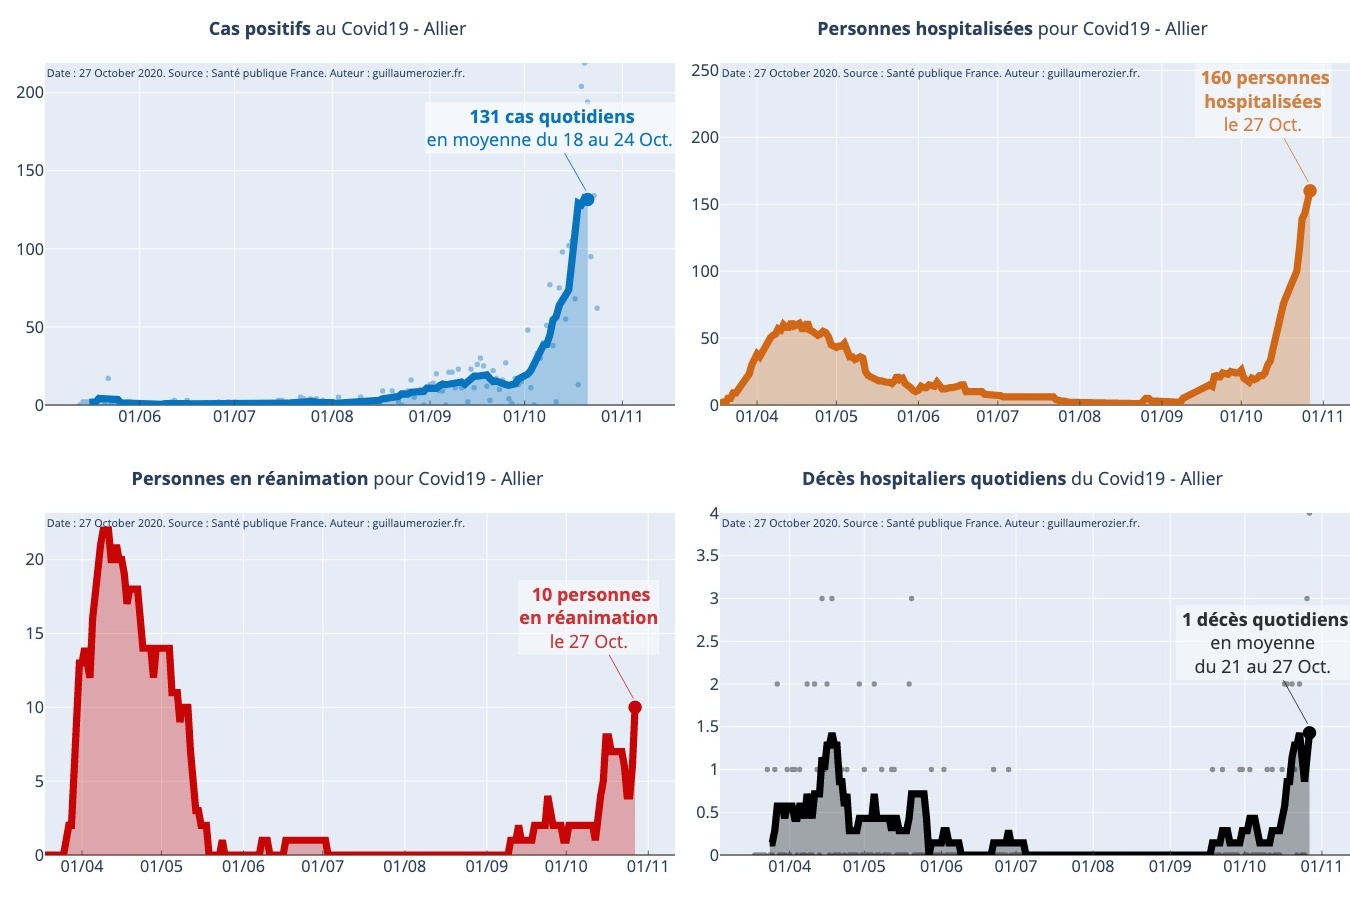 Cas positifs au Covid19 - Allier
Date : 27 October 2020. Source : Santé publique France. Auteur : guillaumerozier.fr.
200
150
100
50
0
131 cas quotidiens
en moyenne du 18 au 24 Oct.
01/06 01/07 01/08 01/09 01/10 01/11
Personnes hospitalisées pour Covid19 - Allier
Date : 27 October 2020. Source : Santé publique France. Auteur : guillaumerozier.fr.
250
200
150
100
50
0
160 personnes
hospitalisées
le 27 Oct.
01/04 01/05 01/06 01/07 01/08 01/09 01/10 01/11
Personnes en réanimation pour Covid19 - Allier
Date : 27 October 2020. Source : Santé publique France. Auteur : guillaumerozier.fr.
20
15
10
5
0
10 personnes
en réanimation
le 27 Oct.
01/04 01/05 01/06 01/07 01/08 01/09 01/10 01/11
Décès hospitaliers quotidiens du Covid19 - Allier
Date : 27 October 2020. Source : Santé publique France. Auteur : guillaumerozier.fr.
4
3.5
3
2.5
2
1.5
1
0.5
0
1 décès quotidiens
en moyenne
du 21 au 27 Oct.
01/04 01/05 01/06 01/07 01/08 01/09 01/10 01/11